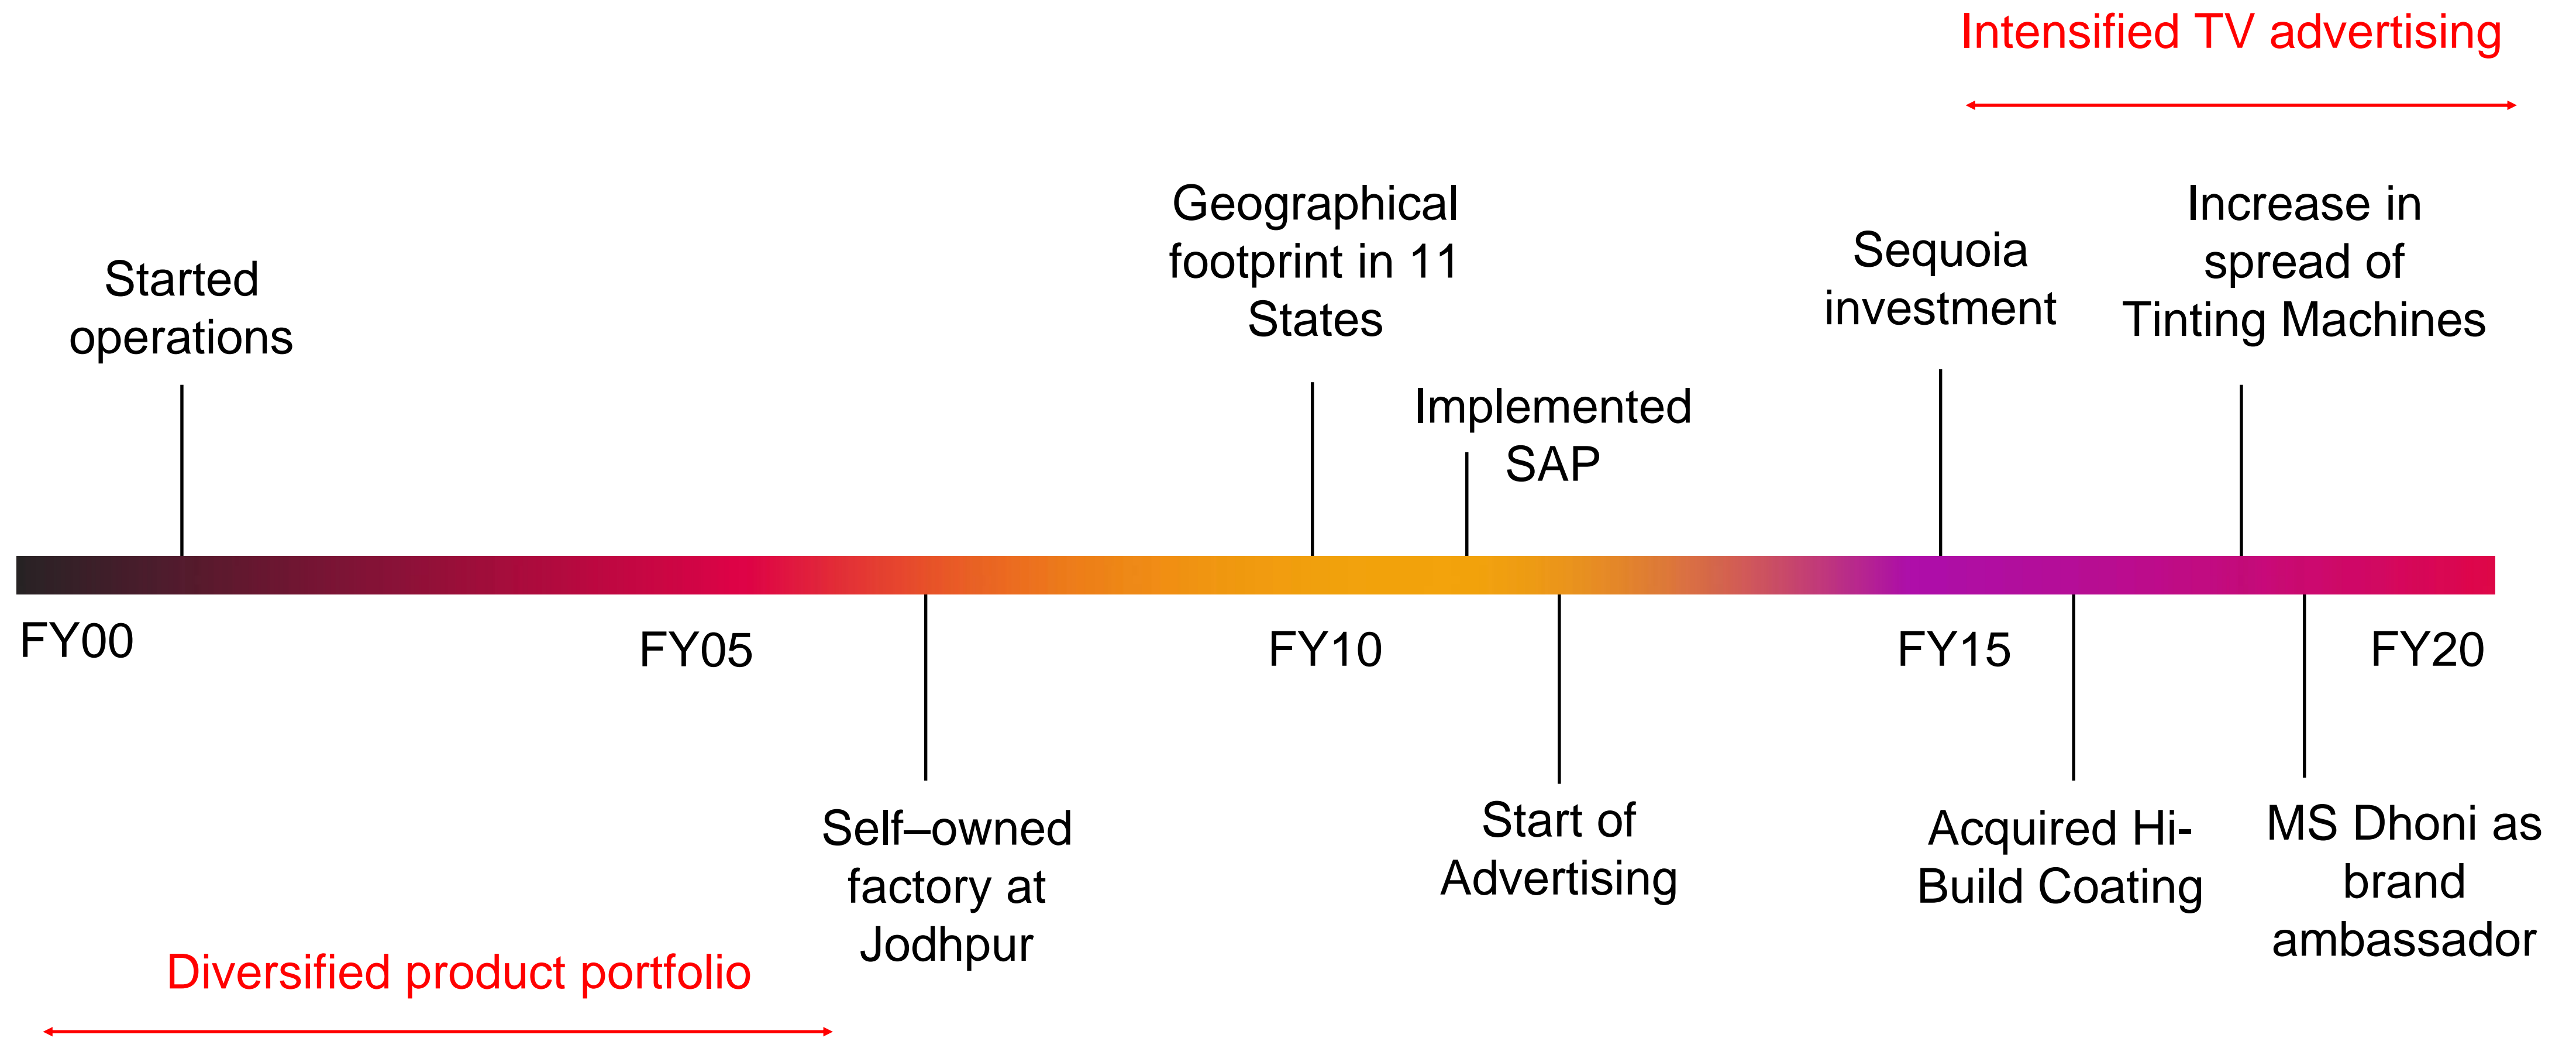 Intensified TV advertising
Started
operations
Geographical
footprint in 11
States
Implemented
SAP
Sequoia
investment
Increase in
spread of
Tinting Machines
FY00
FY05
FY10
FY15
FY20
Self–owned
factory at
Jodhpur
Start of
Advertising
Acquired Hi-
Build Coating
MS Dhoni as
brand
ambassador
Diversified product portfolio